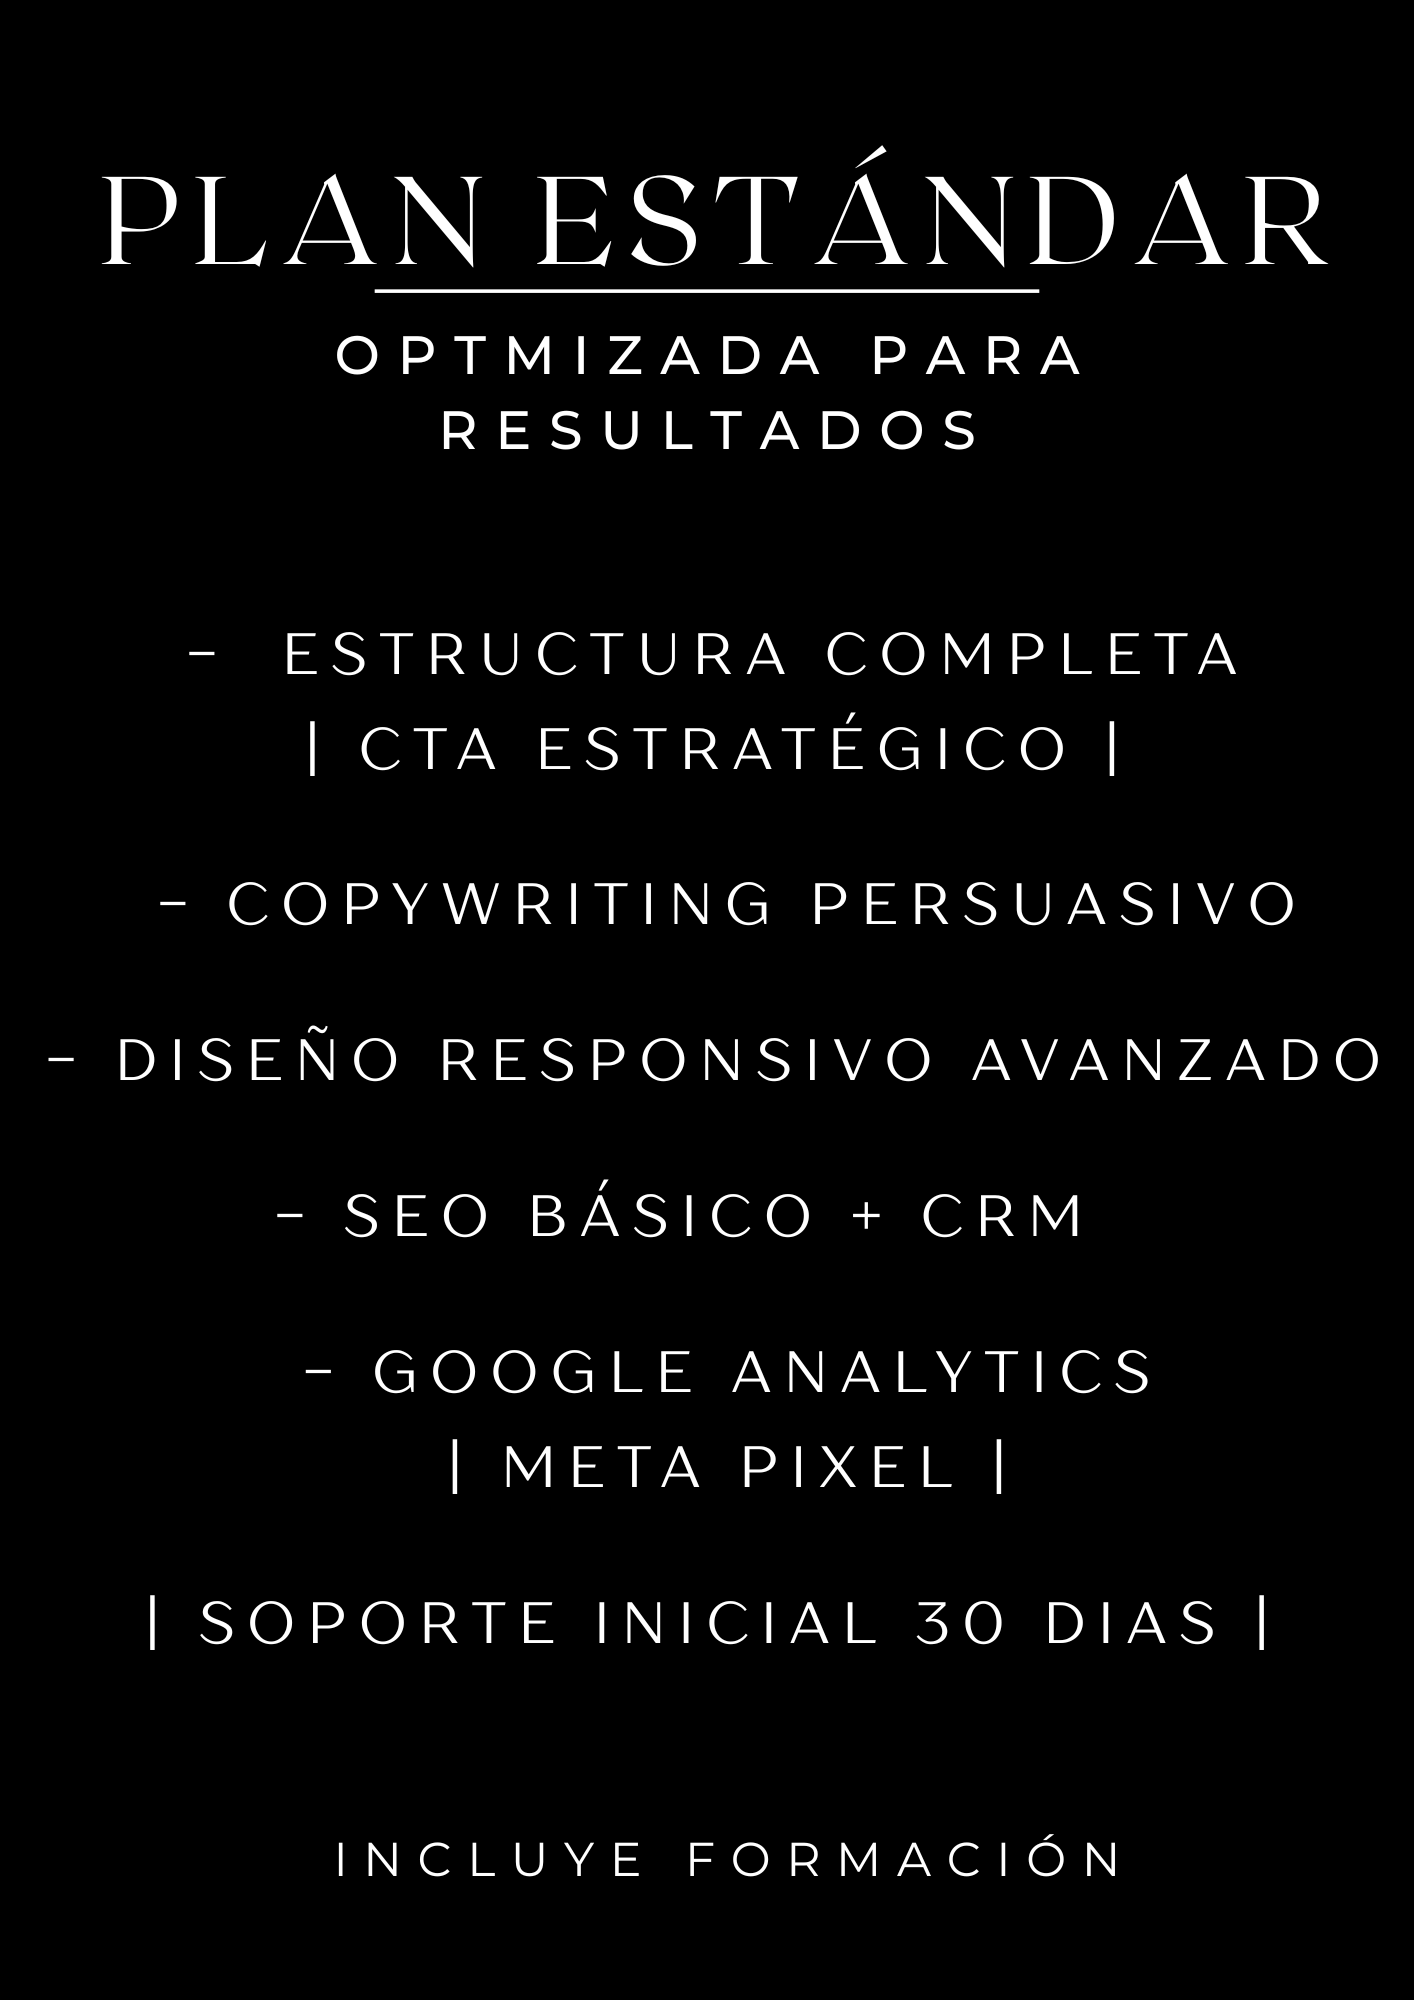 PLAN ESTÁNDAR
OPTMIZADA PARA
RESULTADOS
- ESTRUCTURA COMPLETA
| CTA ESTRATÉGICO |
- COPYWRITING PERSUASIVO
- DISEÑO RESPONSIVO AVANZADO
- SEO BÁSICO + CRM
- GOOGLE ANALYTICS
| META PIXEL |
| SOPORTE INICIAL 30 DIAS |
INCLUYE FORMACIÓN